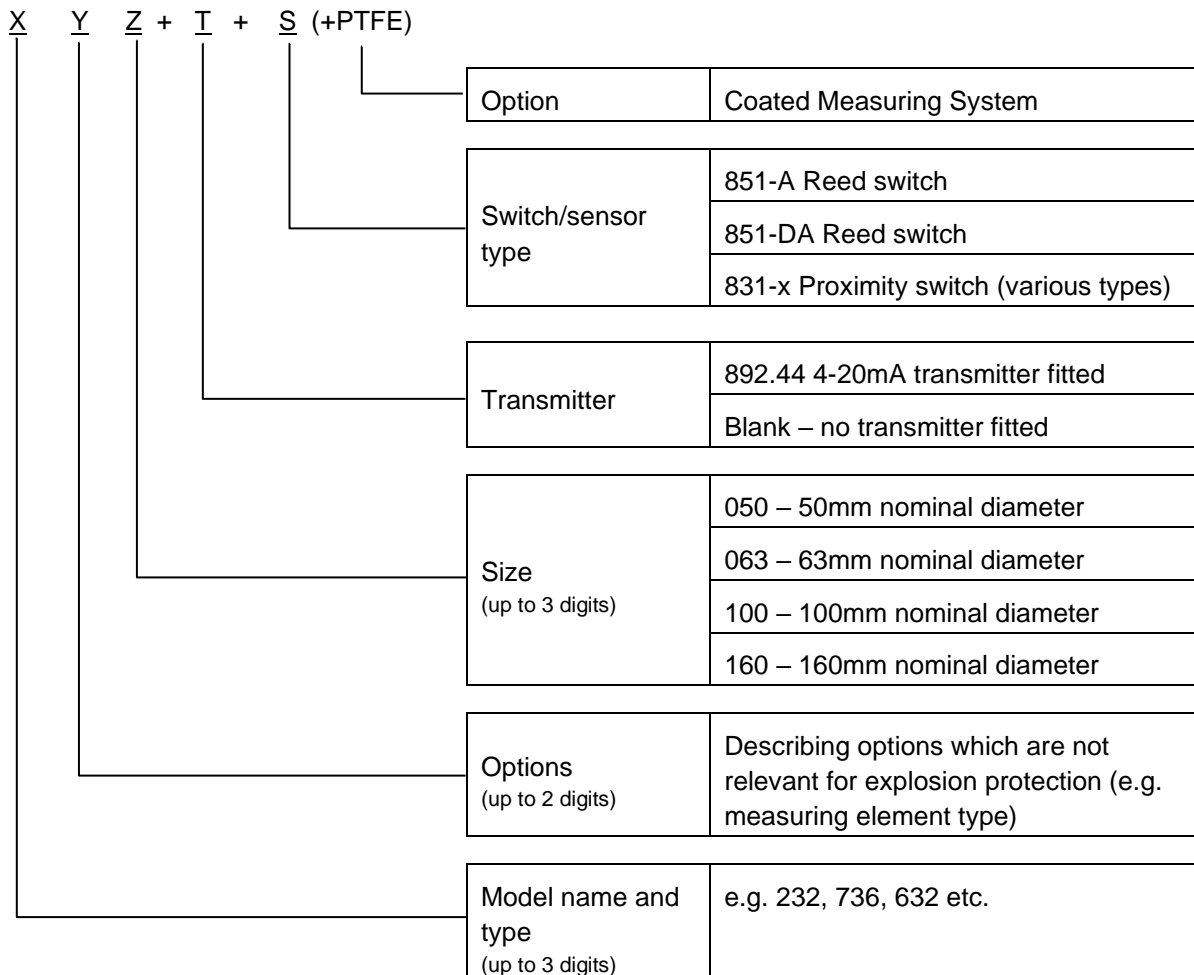 X Y Z + T + S (+PTFE)
Option
Coated Measuring System
Switch/sensor
type
851-A Reed switch
851-DA Reed switch
831-x Proximity switch (various types)
Transmitter
892.44 4-20mA transmitter fitted
Blank – no transmitter fitted
Size
(up to 3 digits)
050 – 50mm nominal diameter
063 – 63mm nominal diameter
100 – 100mm nominal diameter
160 – 160mm nominal diameter
Options
(up to 2 digits)
Describing options which are not
relevant for explosion protection (e.g.
measuring element type)
Model name and
type
(up to 3 digits)
e.g. 232, 736, 632 etc.